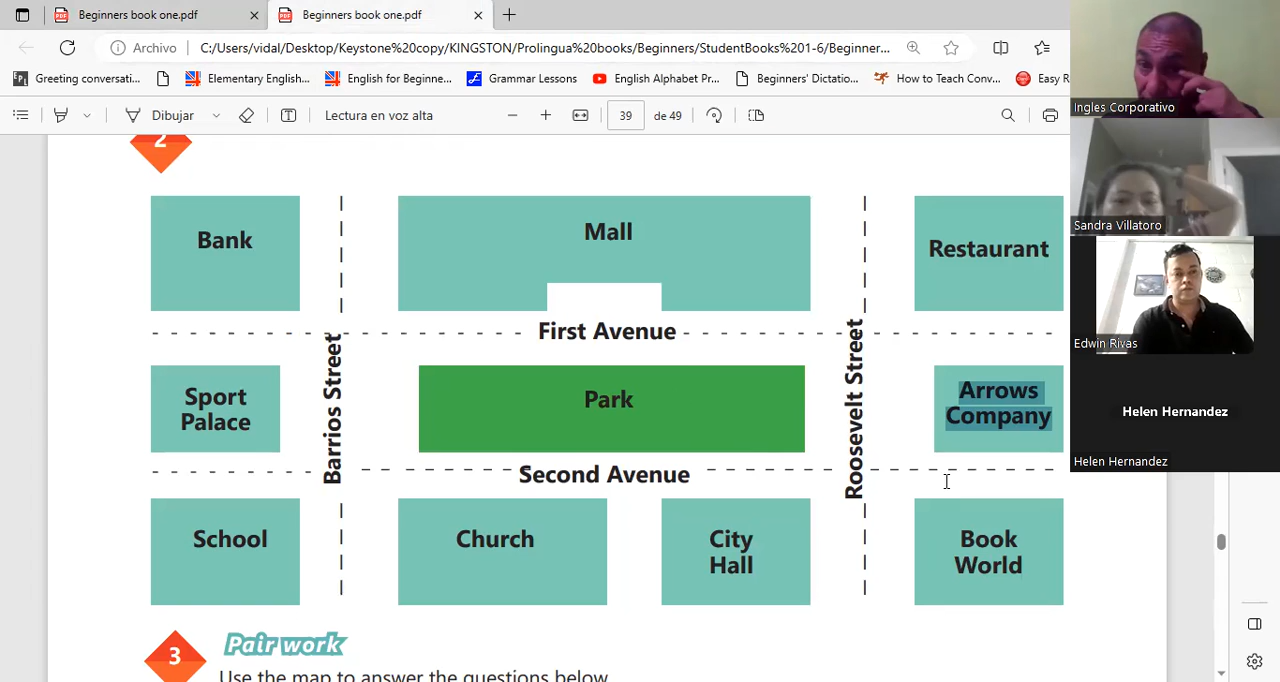 Beginners book one.pdf
Beginners book one.pdf
Archivo
C:/Users/vidal/Desktop/Keystone%20copy/KINGSTON/Prolingua%20books/Beginners/StudentBooks%201-6/Beginner...
Greeting conversati...
Elementary English...
English for Beginne...
Grammar Lessons
English Alphabet Pr...
Beginners' Dictatio...
How to Teach Conv...
Easy R
Dibujar
Lectura en voz alta
39
de 49
2
Bank
Mall
Restaurant
First Avenue
Barrios Street
Roosevelt Street
Sport
Palace
Park
Arrows
Company
Second Avenue
School
Church
City
Hall
Book
World
3
Pair work
Use the map to answer the questions below
Ingles Corporativo
Sandra Villatoro
Edwin Rivas
Helen Hernandez
Helen Hernandez